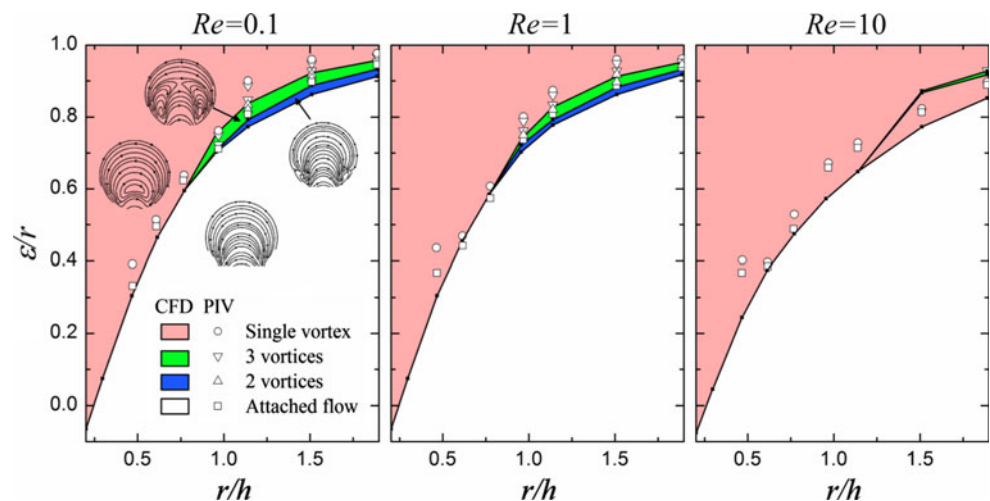 Re=0.1 Re=1 Re=10
1.0
0.8
0.6
0.4
0.2
0.0
ε/r
CFD PIV
Single vortex
3 vortices
2 vortices
Attached flow
0.5 1.0 1.5 0.5 1.0 1.5 0.5 1.0 1.5
r/h r/h r/h